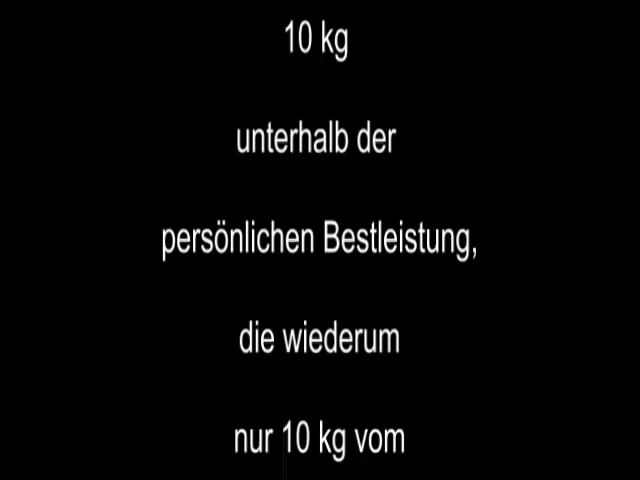 10 kg
unterhalb der
persönlichen Bestleistung,
die wiederum
nur 10 kg vom